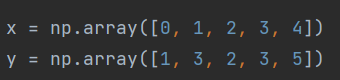 x = np.array([0, 1, 2, 3, 4])
y = np.array([1, 3, 2, 3, 5])